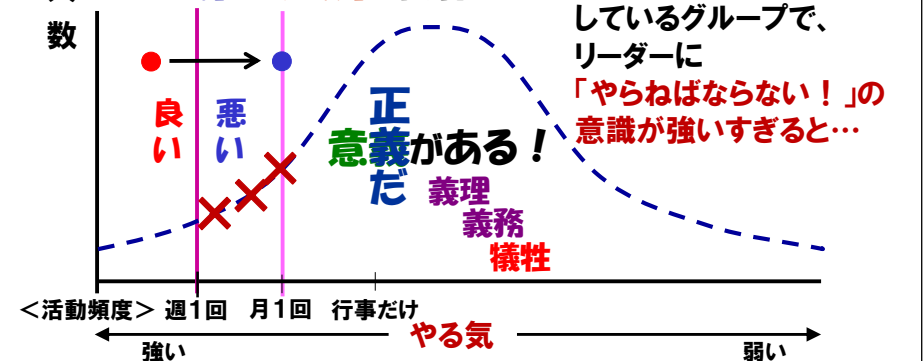 しているグループで、
リーダーに
「やらねばならない！」の
意識が強いすぎると…
数
良い
悪い
正義だ
意義がある！
義理
義務
犠牲
＜活動頻度＞ 週1回 月1回 行事だけ
やる気
強い
弱い